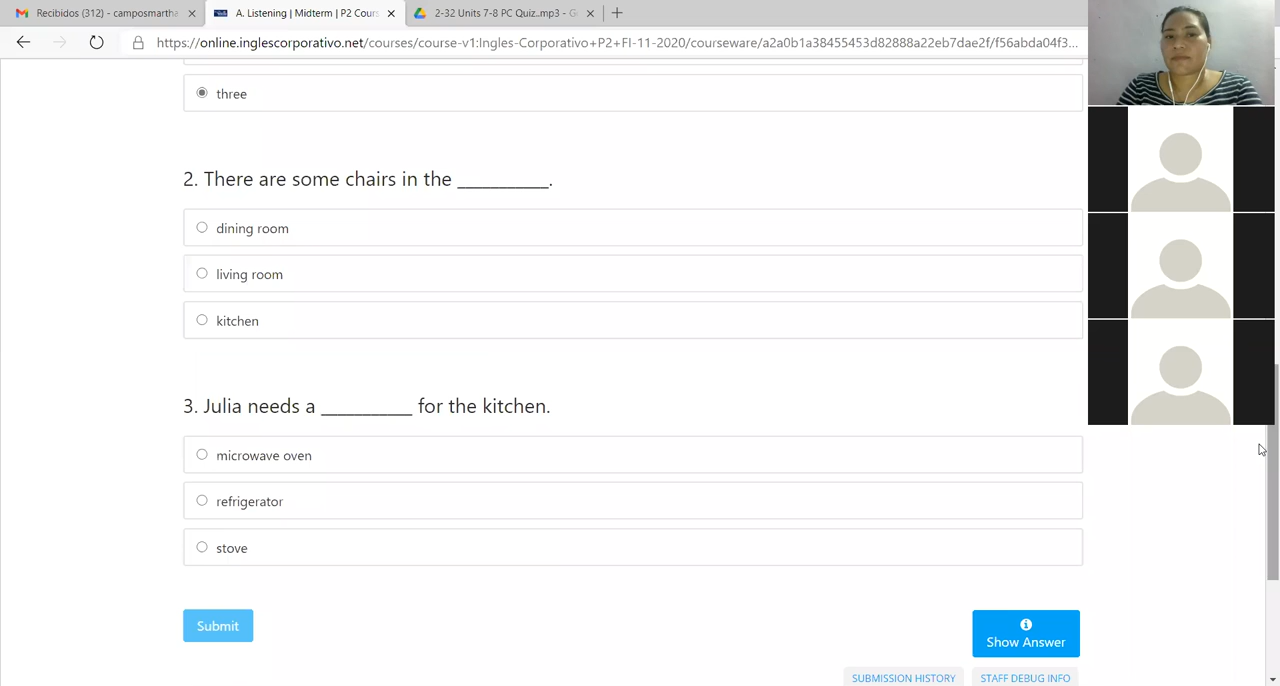 Recibidos (312) - camposmartha
A. Listening | Midterm | P2 Cours
2-32 Units 7-8 PC Quiz..mp3 - G
https://online.inglescorporativo.net/courses/course-v1:Ingles-Corporativo+P2+FI-11-2020/courseware/a2a0b1a38455453d82888a22eb7dae2f/f56abda04f3...
three
2. There are some chairs in the ___________.
dining room
living room
kitchen
3. Julia needs a ___________ for the kitchen.
microwave oven
refrigerator
stove
Submit
Show Answer
SUBMISSION HISTORY
STAFF DEBUG INFO